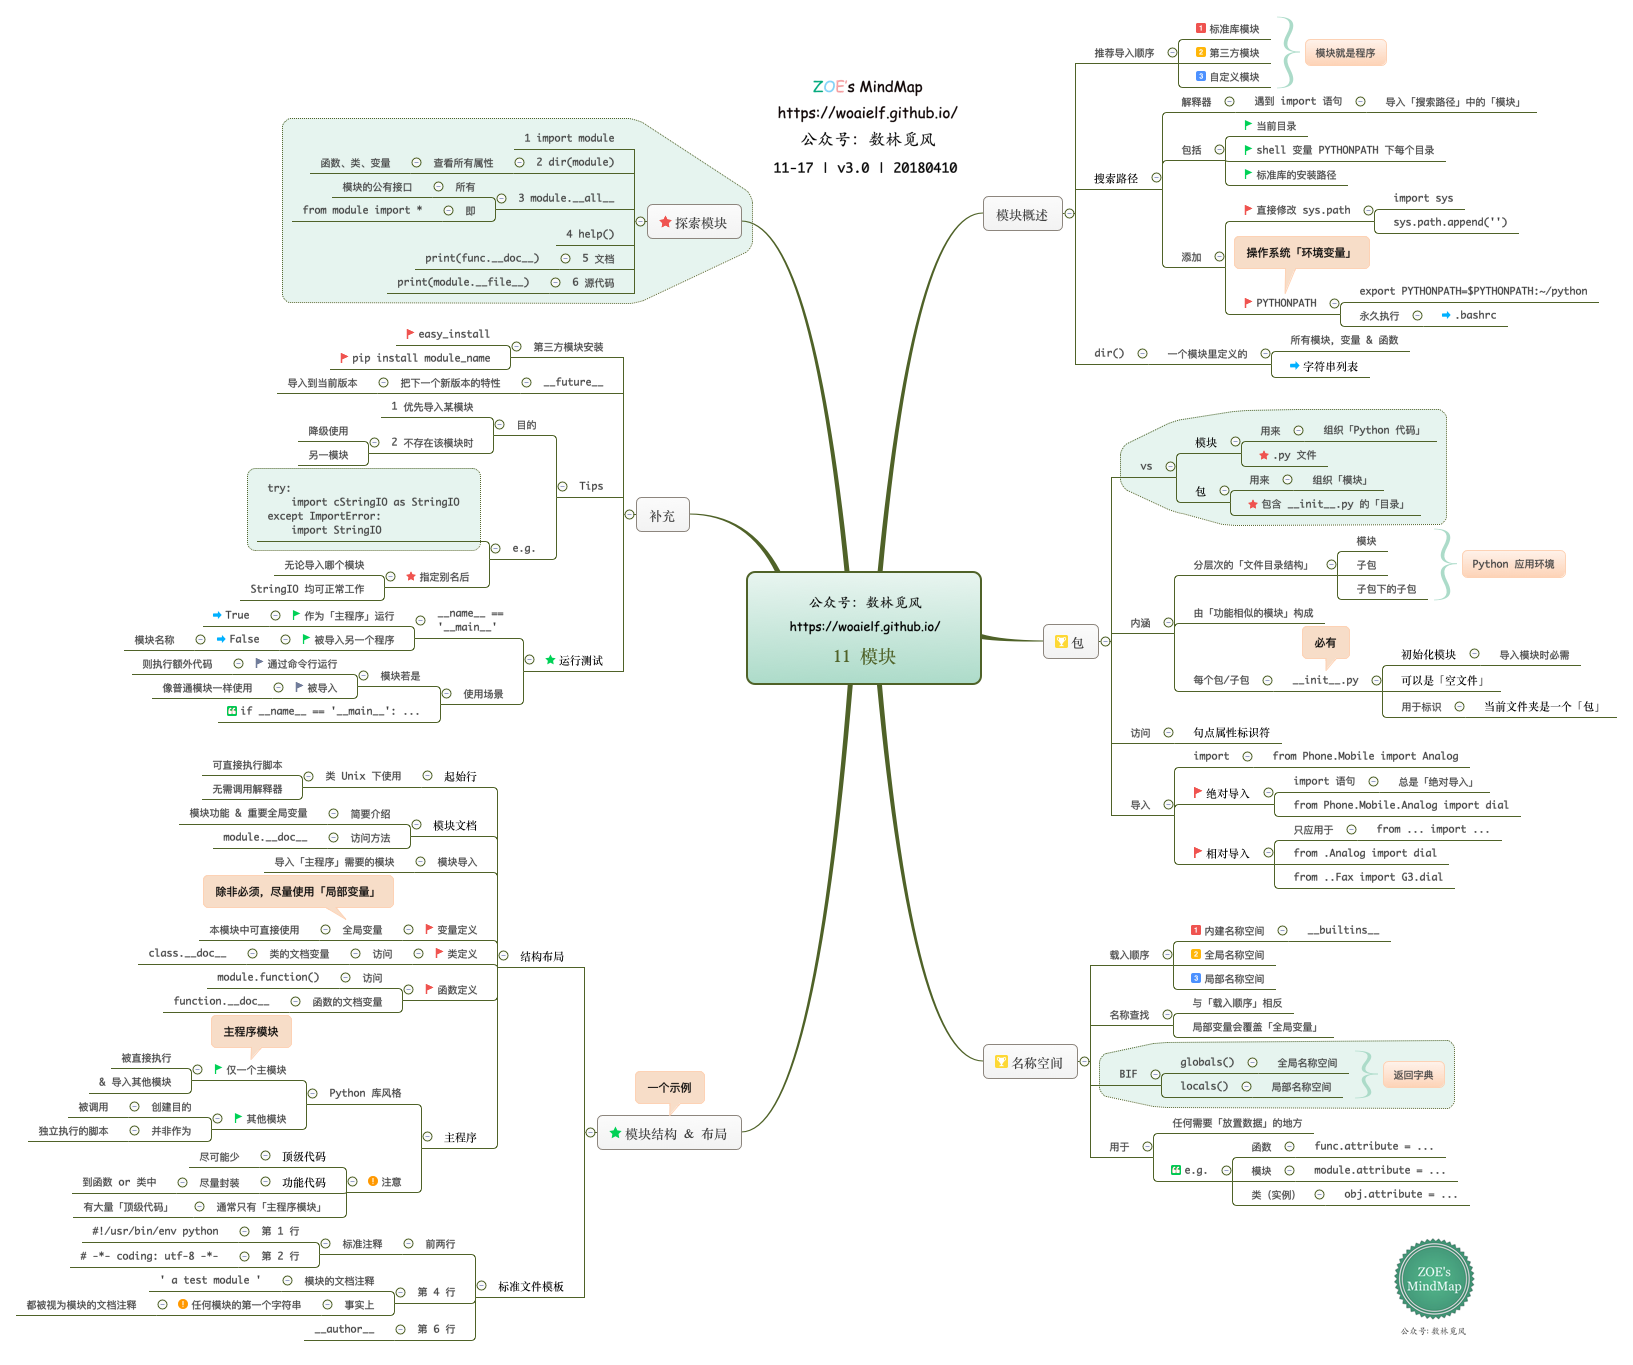 ZOE's MindMap
https://woaielf.github.io/
公众号: 数林觅风
11-17 | v3.0 | 20180410
公众号: 数林觅风
https://woaielf.github.io/
11 模块
模块概述
推荐导入顺序
1 标准库模块
2 第三方模块
3 自定义模块
模块就是程序
搜索路径
解释器
遇到 import 语句
导入「搜索路径」中的「模块」
包括
当前目录
shell 变量 PYTHONPATH 下每个目录
标准库的安装路径
添加
直接修改 sys.path
import sys
sys.path.append('')
操作系统「环境变量」
PYTHONPATH
export PYTHONPATH=$PYTHONPATH:~/python
永久执行
.bashrc
dir()
一个模块里定义的
所有模块, 变量 & 函数
字符串列表
包
vs
模块
用来
组织「Python 代码」
.py 文件
包
用来
组织「模块」
包含 __init__.py 的「目录」
内涵
分层次的「文件目录结构」
模块
子包
子包下的子包
Python 应用环境
由「功能相似的模块」构成
必有
每个包/子包
__init__.py
初始化模块
导入模块时必需
可以是「空文件」
用于标识
当前文件夹是一个「包」
访问
句点属性标识符
导入
import
from Phone.Mobile import Analog
绝对导入
import 语句
总是「绝对导入」
from Phone.Mobile.Analog import dial
相对导入
只应用于
from ... import ...
from .Analog import dial
from ..Fax import G3.dial
名称空间
载入顺序
1 内建名称空间
__builtins__
2 全局名称空间
3 局部名称空间
名称查找
与「载入顺序」相反
局部变量会覆盖「全局变量」
BIF
globals()
全局名称空间
locals()
局部名称空间
返回字典
用于
任何需要「放置数据」的地方
e.g.
函数
func.attribute = ...
模块
module.attribute = ...
类 (实例)
obj.attribute = ...
探索模块
1 import module
2 dir(module)
查看所有属性
函数、类、变量
3 module.__all__
所有
模块的公有接口
即
from module import *
4 help()
5 文档
print(func.__doc__)
6 源代码
print(module.__file__)
补充
第三方模块安装
easy_install
pip install module_name
__future__
把下一个新版本的特性
导入到当前版本
Tips
目的
1 优先导入某模块
2 不存在该模块时
降级使用
另一模块
e.g.
try:
import cStringIO as StringIO
except ImportError:
import StringIO
指定别名后
无论导入哪个模块
StringIO 均可正常工作
运行测试
__name__ ==
'__main__'
作为「主程序」运行
True
被导入另一个程序
False
模块名称
使用场景
模块若是
通过命令行运行
则执行额外代码
被导入
像普通模块一样使用
if __name__ == '__main__': ...
一个示例
模块结构 & 布局
结构布局
起始行
类 Unix 下使用
可直接执行脚本
无需调用解释器
模块文档
简要介绍
模块功能 & 重要全局变量
访问方法
module.__doc__
模块导入
导入「主程序」需要的模块
除非必须, 尽量使用「局部变量」
变量定义
全局变量
本模块中可直接使用
类定义
访问
类的文档变量
class.__doc__
函数定义
访问
module.function()
函数的文档变量
function.__doc__
主程序模块
主程序
Python 库风格
仅一个主模块
被直接执行
& 导入其他模块
其他模块
创建目的
被调用
并非作为
独立执行的脚本
注意
顶级代码
尽可能少
功能代码
尽量封装
到函数 or 类中
通常只有「主程序模块」
有大量「顶级代码」
标准文件模板
前两行
标准注释
第 1 行
#!/usr/bin/env python
第 2 行
# -*- coding: utf-8 -*-
第 4 行
模块的文档注释
' a test module '
事实上
任何模块的第一个字符串
都被视为模块的文档注释
第 6 行
__author__
ZOE's
MindMap
公众号: 数林觅风